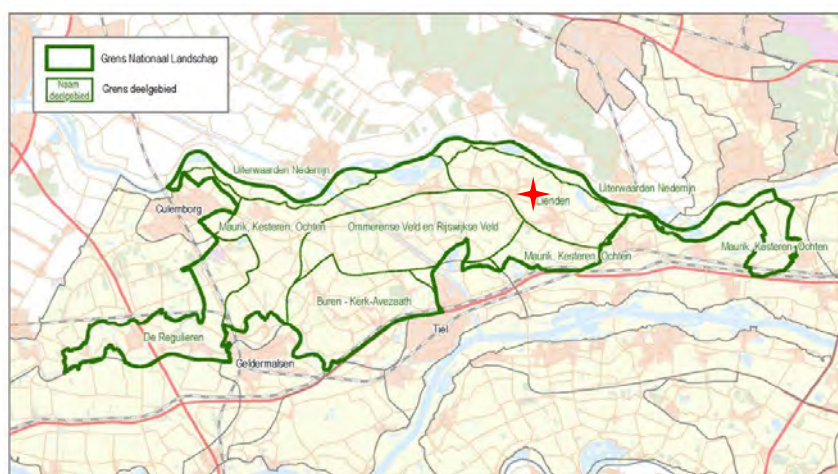 Grens Nationaal Landschap
Naam
deelgebied
Grens deelgebied
Uiterwaarden Nederrijn
Uiterwaarden Nederrijn
Culemborg
Lienden
Maurik, Kesteren, Ochten
Ommerense Veld en Rijswijkse Veld
Maurik, Kesteren, Ochten
Maurik, Kesteren, Ochten
Buren - Kerk-Avezaath
Tiel
De Regulieren
Geldermalsen